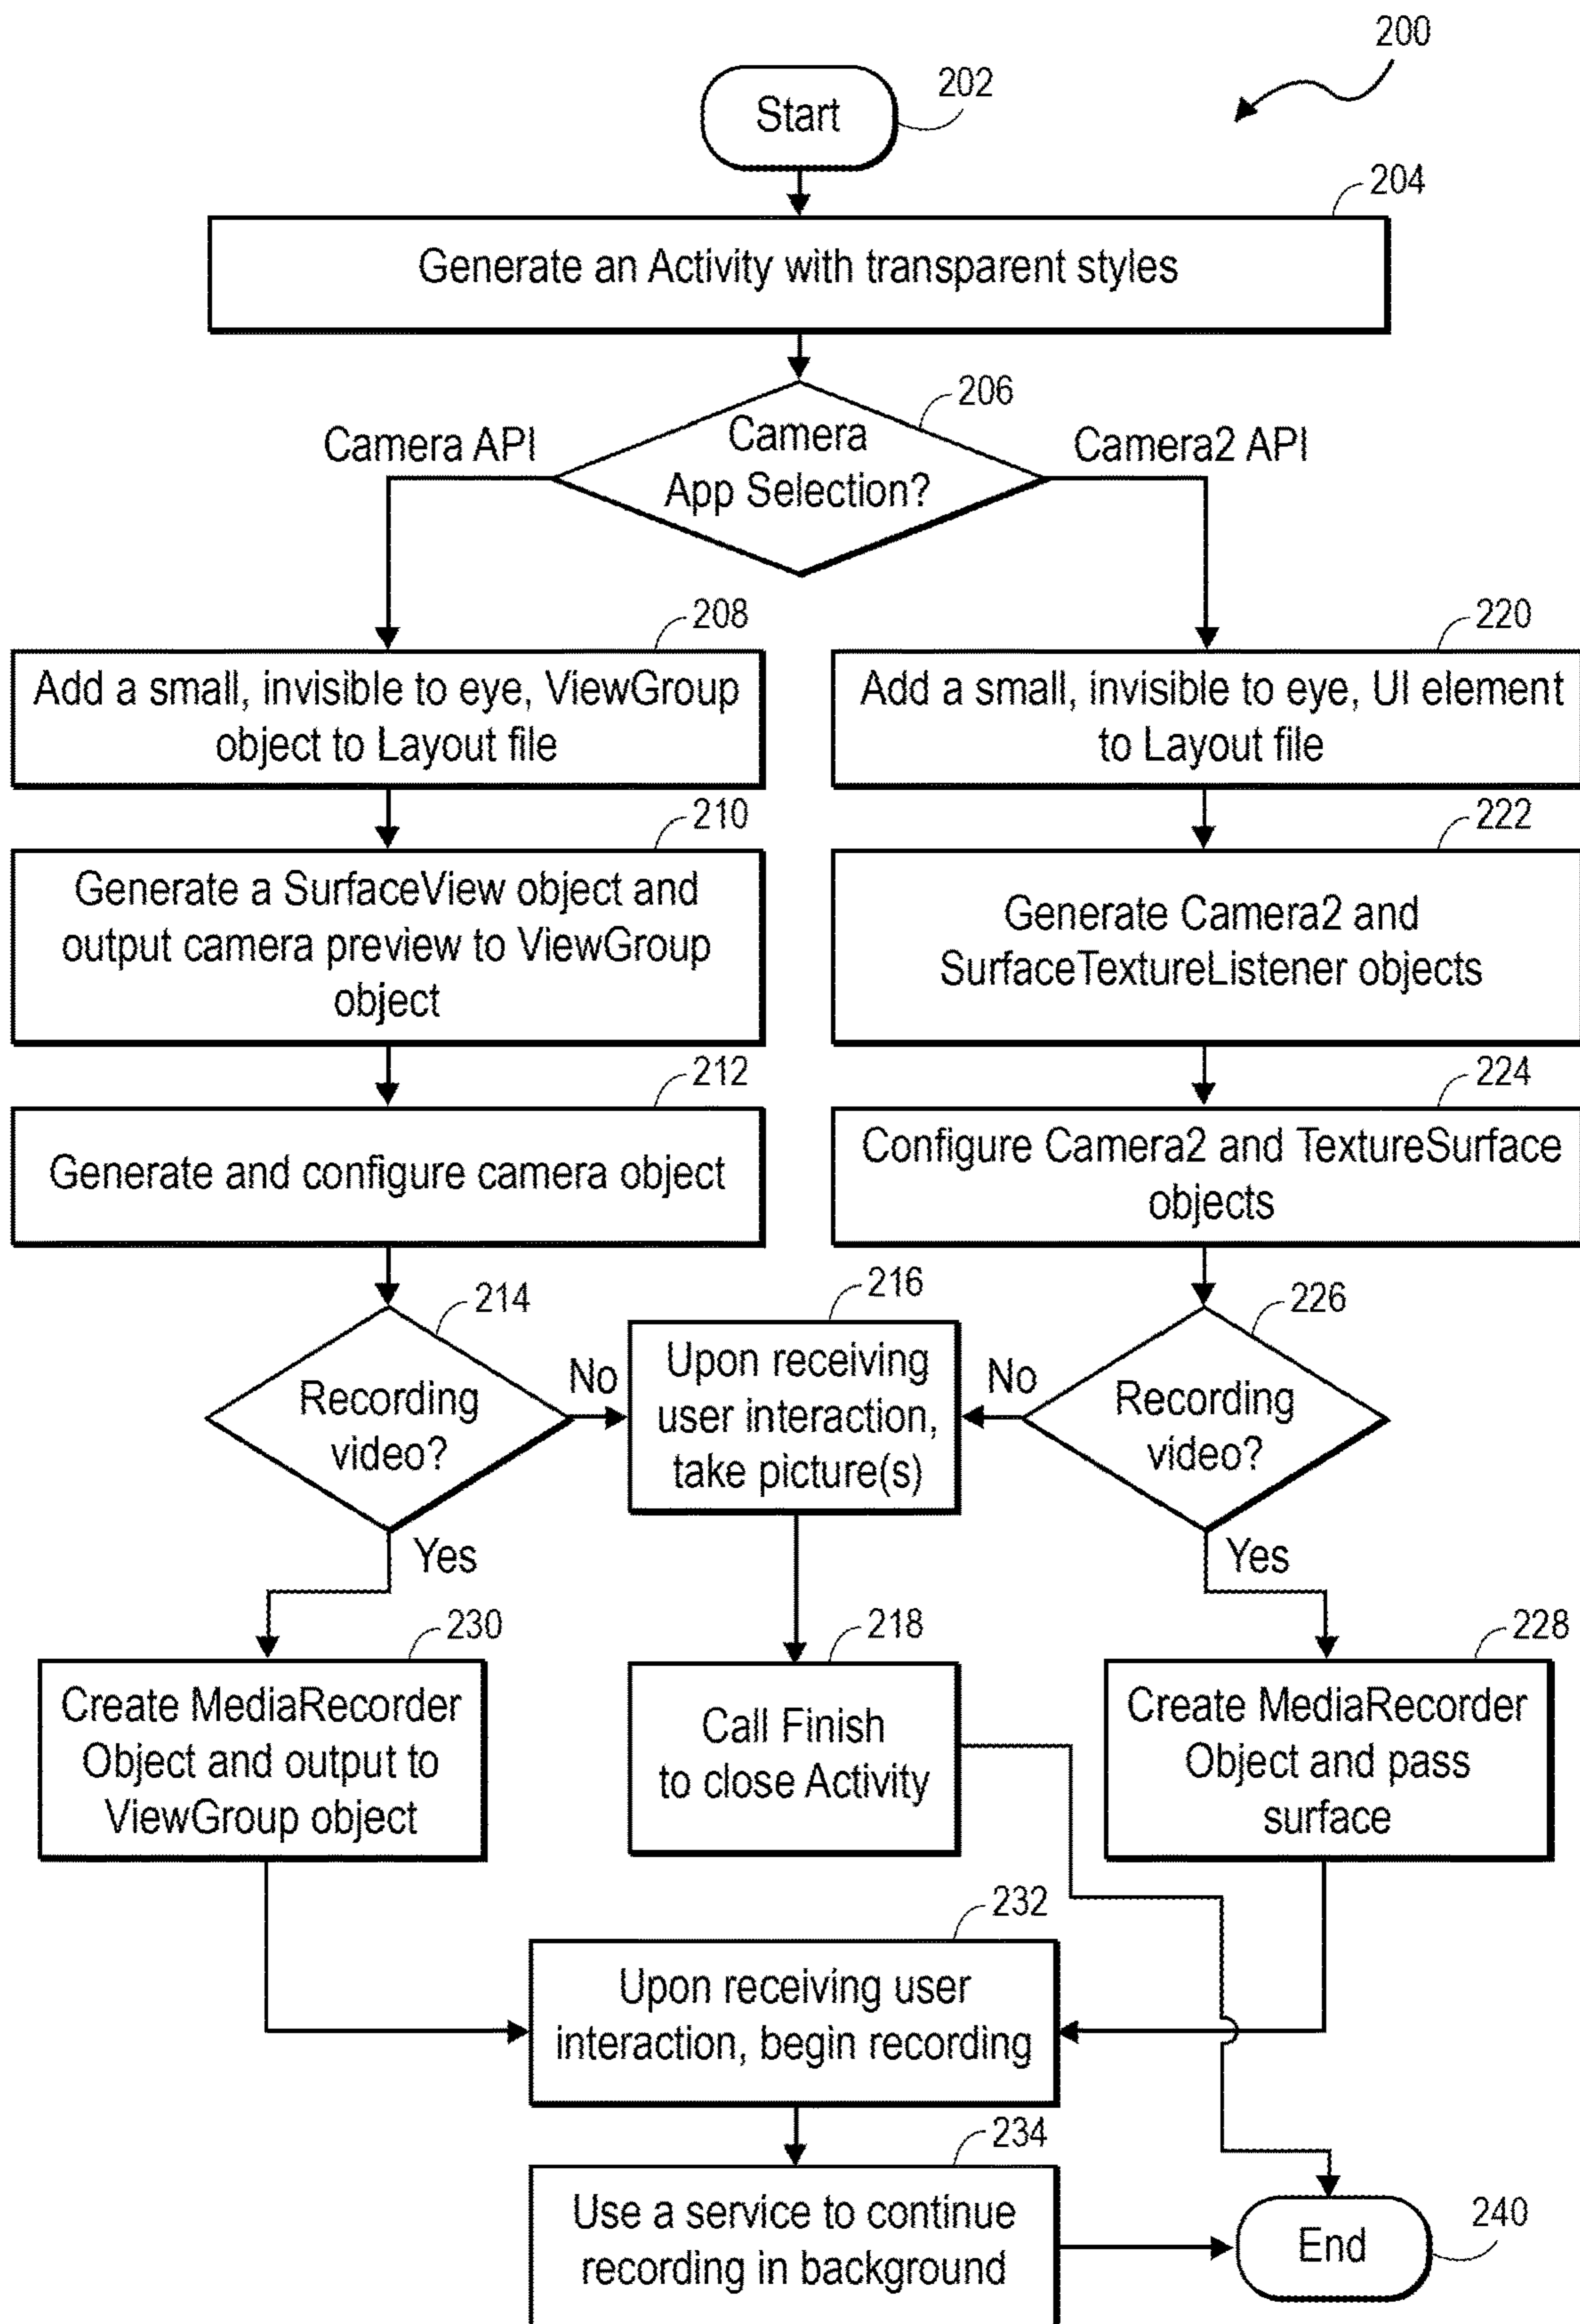 200
Start
202
204
Generate an Activity with transparent styles
206
Camera API
Camera
App Selection?
Camera2 API
208
Add a small, invisible to eye, ViewGroup
object to Layout file
220
Add a small, invisible to eye, UI element
to Layout file
210
Generate a SurfaceView object and
output camera preview to ViewGroup
object
222
Generate Camera2 and
SurfaceTextureListener objects
212
Generate and configure camera object
224
Configure Camera2 and TextureSurface
objects
214
Recording
video?
No
216
Upon receiving
user interaction,
take picture(s)
226
No
Recording
video?
Yes
Yes
230
Create MediaRecorder
Object and output to
ViewGroup object
218
Call Finish
to close Activity
228
Create MediaRecorder
Object and pass
surface
232
Upon receiving user
interaction, begin recording
234
Use a service to continue
recording in background
End
240